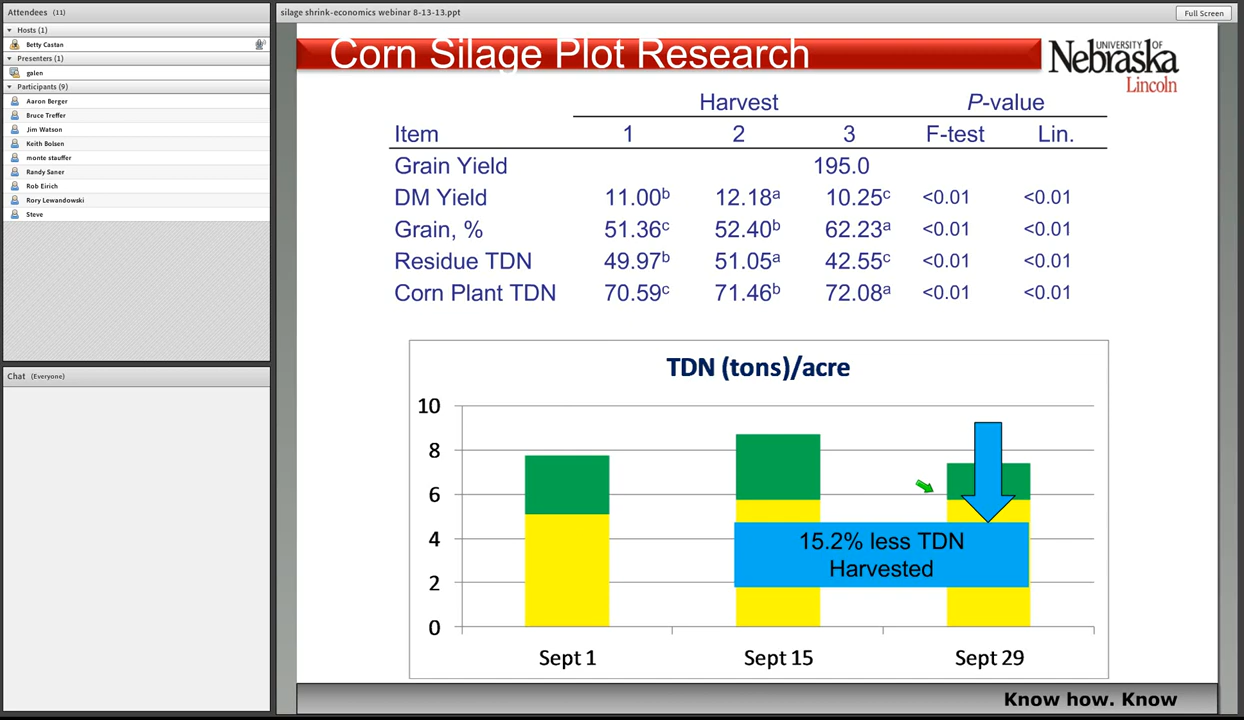 Attendees (11)
Hosts (1)
Betty Castan
Presenters (1)
galen
Participants (9)
Aaron Berger
Bruce Treffer
Jim Watson
Keith Bolsen
monte stauffer
Randy Saner
Rob Eirich
Rory Lewandowski
Steve
Chat (Everyone)
silage shrink-economics webinar 8-13-13.ppt
Full Screen
Corn Silage Plot Research
UNIVERSITY OF
Nebraska
Lincoln
Harvest P-value
Item 1 2 3 F-test Lin.
Grain Yield 195.0
DM Yield 11.00b 12.18a 10.25c <0.01 <0.01
Grain, % 51.36c 52.40b 62.23a <0.01 <0.01
Residue TDN 49.97b 51.05a 42.55c <0.01 <0.01
Corn Plant TDN 70.59c 71.46b 72.08a <0.01 <0.01
TDN (tons)/acre
10
8
6
4
2
0
15.2% less TDN
Harvested
Sept 1 Sept 15 Sept 29
Know how. Know